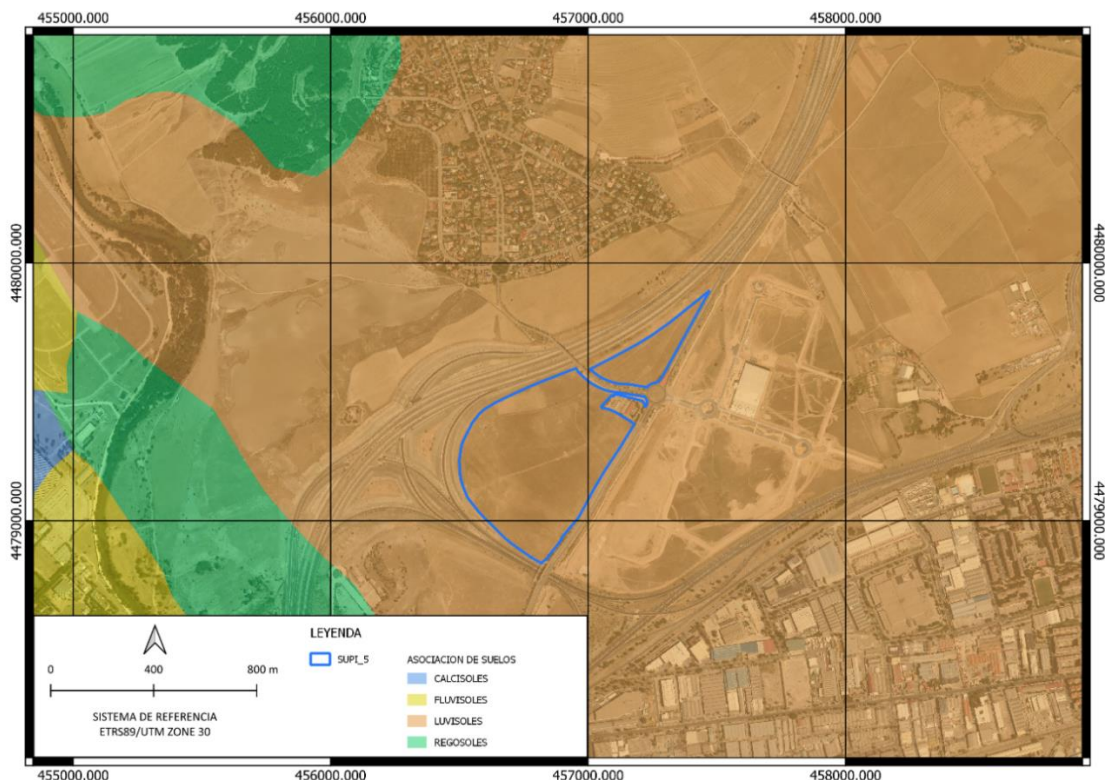 455000.000 456000.000 457000.000 458000.000
4480000.000 4480000.000
4479000.000 4479000.000
LEYENDA
SUPI_5
ASOCIACION DE SUELOS
CALCISOLES
FLUVISOLES
LUVISOLES
REGOSOLES
0 400 800 m
SISTEMA DE REFERENCIA
ETRS89/UTM ZONE 30
455000.000 456000.000 457000.000 458000.000